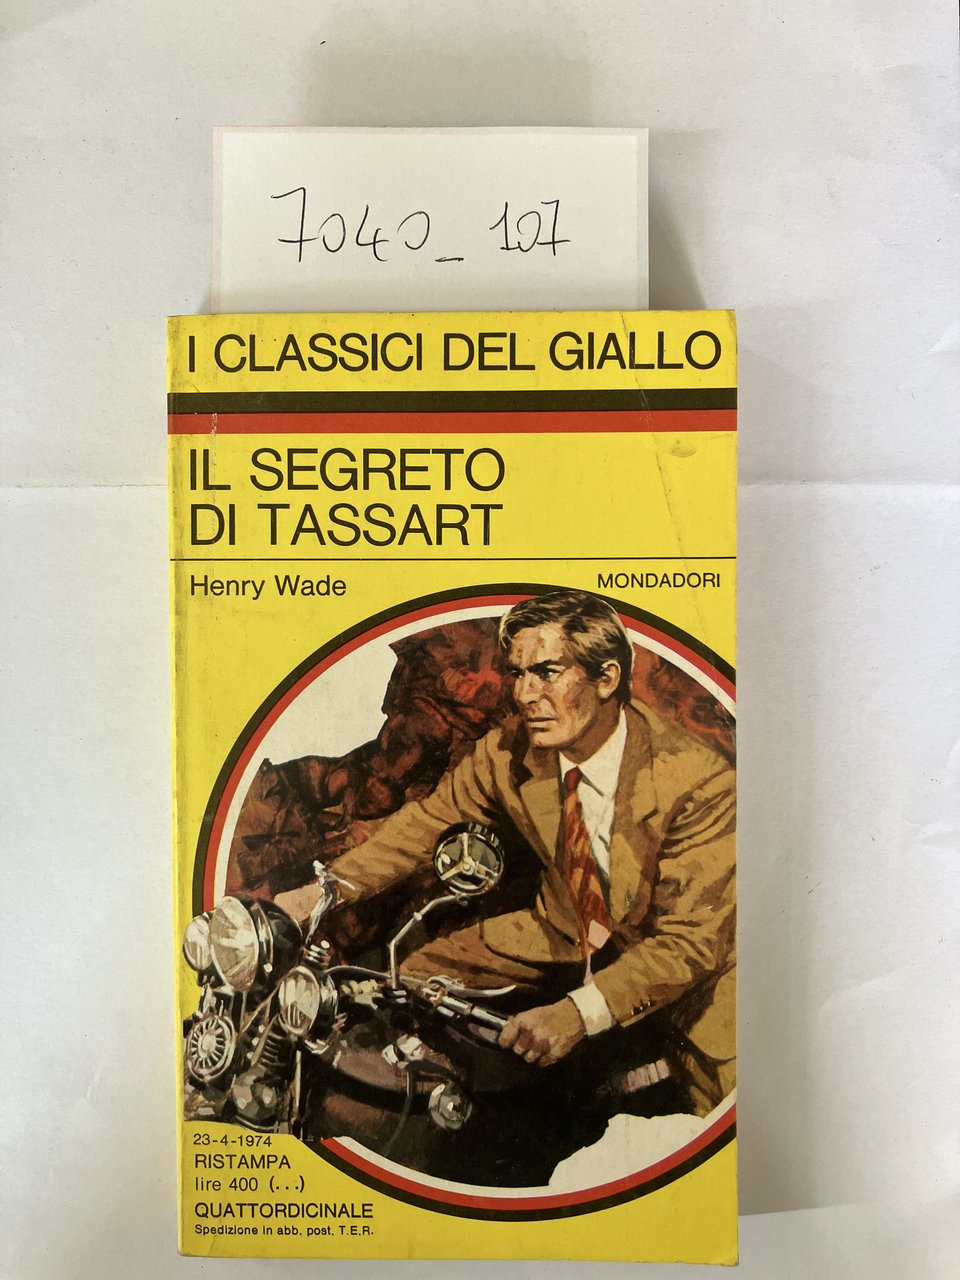 7040_107
I CLASSICI DEL GIALLO
IL SEGRETO
DI TASSART
Henry Wade
MONDADORI
23-4-1974
RISTAMPA
lire 400 (...)
QUATTORDICINALE
Spedizione in abb. post. T.E.R.